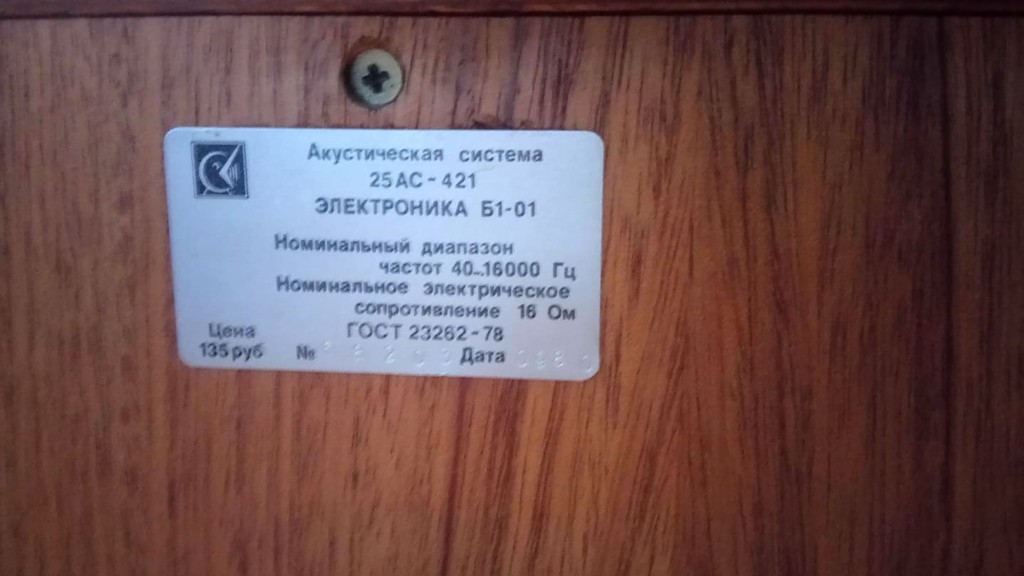 Акустическая система
25АС-421
ЭЛЕКТРОНИКА Б1-01
Номинальный диапазон
частот 40...16000 Гц
Номинальное электрическое
сопротивление 16 Ом
ГОСТ 23262-78
Цена
135 руб № Дата